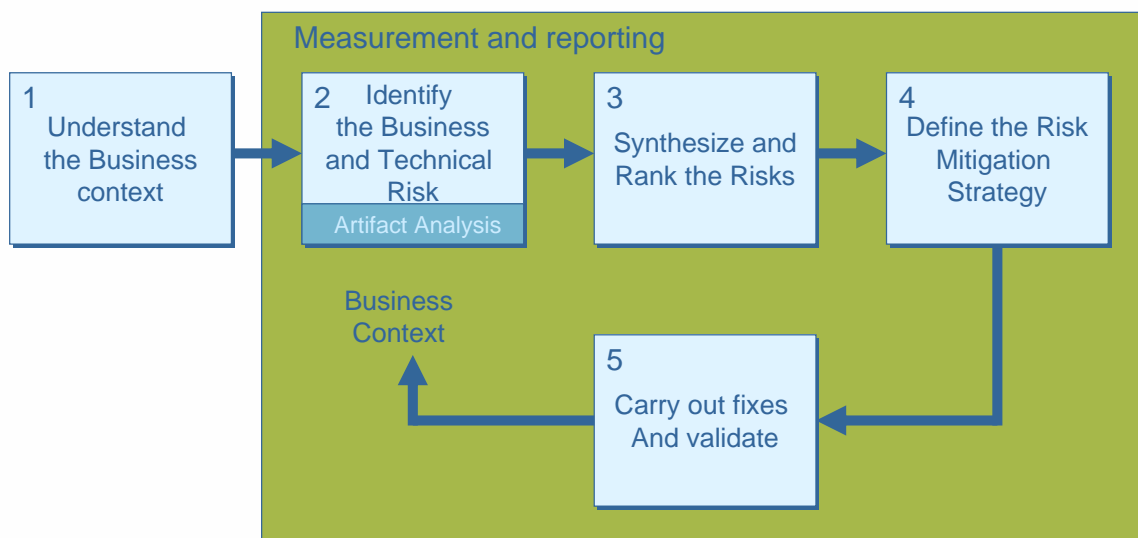 Measurement and reporting
1
Understand
the Business
context
2
Identify
the Business
and Technical
Risk
Artifact Analysis
3
Synthesize and
Rank the Risks
4
Define the Risk
Mitigation
Strategy
Business
Context
5
Carry out fixes
And validate